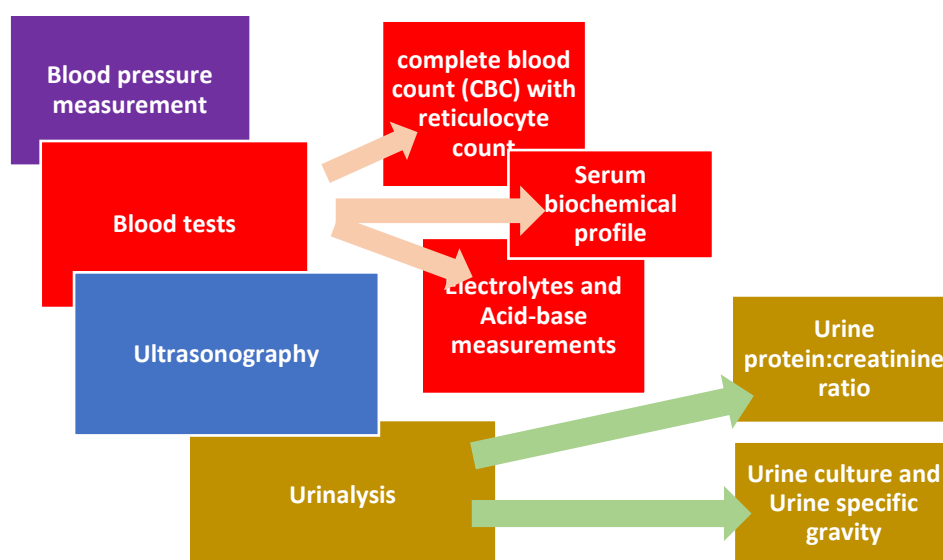 Blood pressure
measurement
complete blood
count (CBC) with
reticulocyte
count
Blood tests
Serum
biochemical
profile
Electrolytes and
Acid-base
measurements
Ultrasonography
Urine
protein:creatinine
ratio
Urinalysis
Urine culture and
Urine specific
gravity